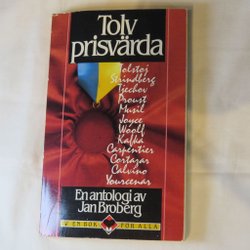 Tolv
prisvärda
Tolstoj
Strindberg
Tjechov
Proust
Musil
Joyce
Woolf
Kafka
Carpentier
Cortázar
Calvino
Yourcenar
En antologi av
Jan Broberg
EN BOK FÖR ALLA